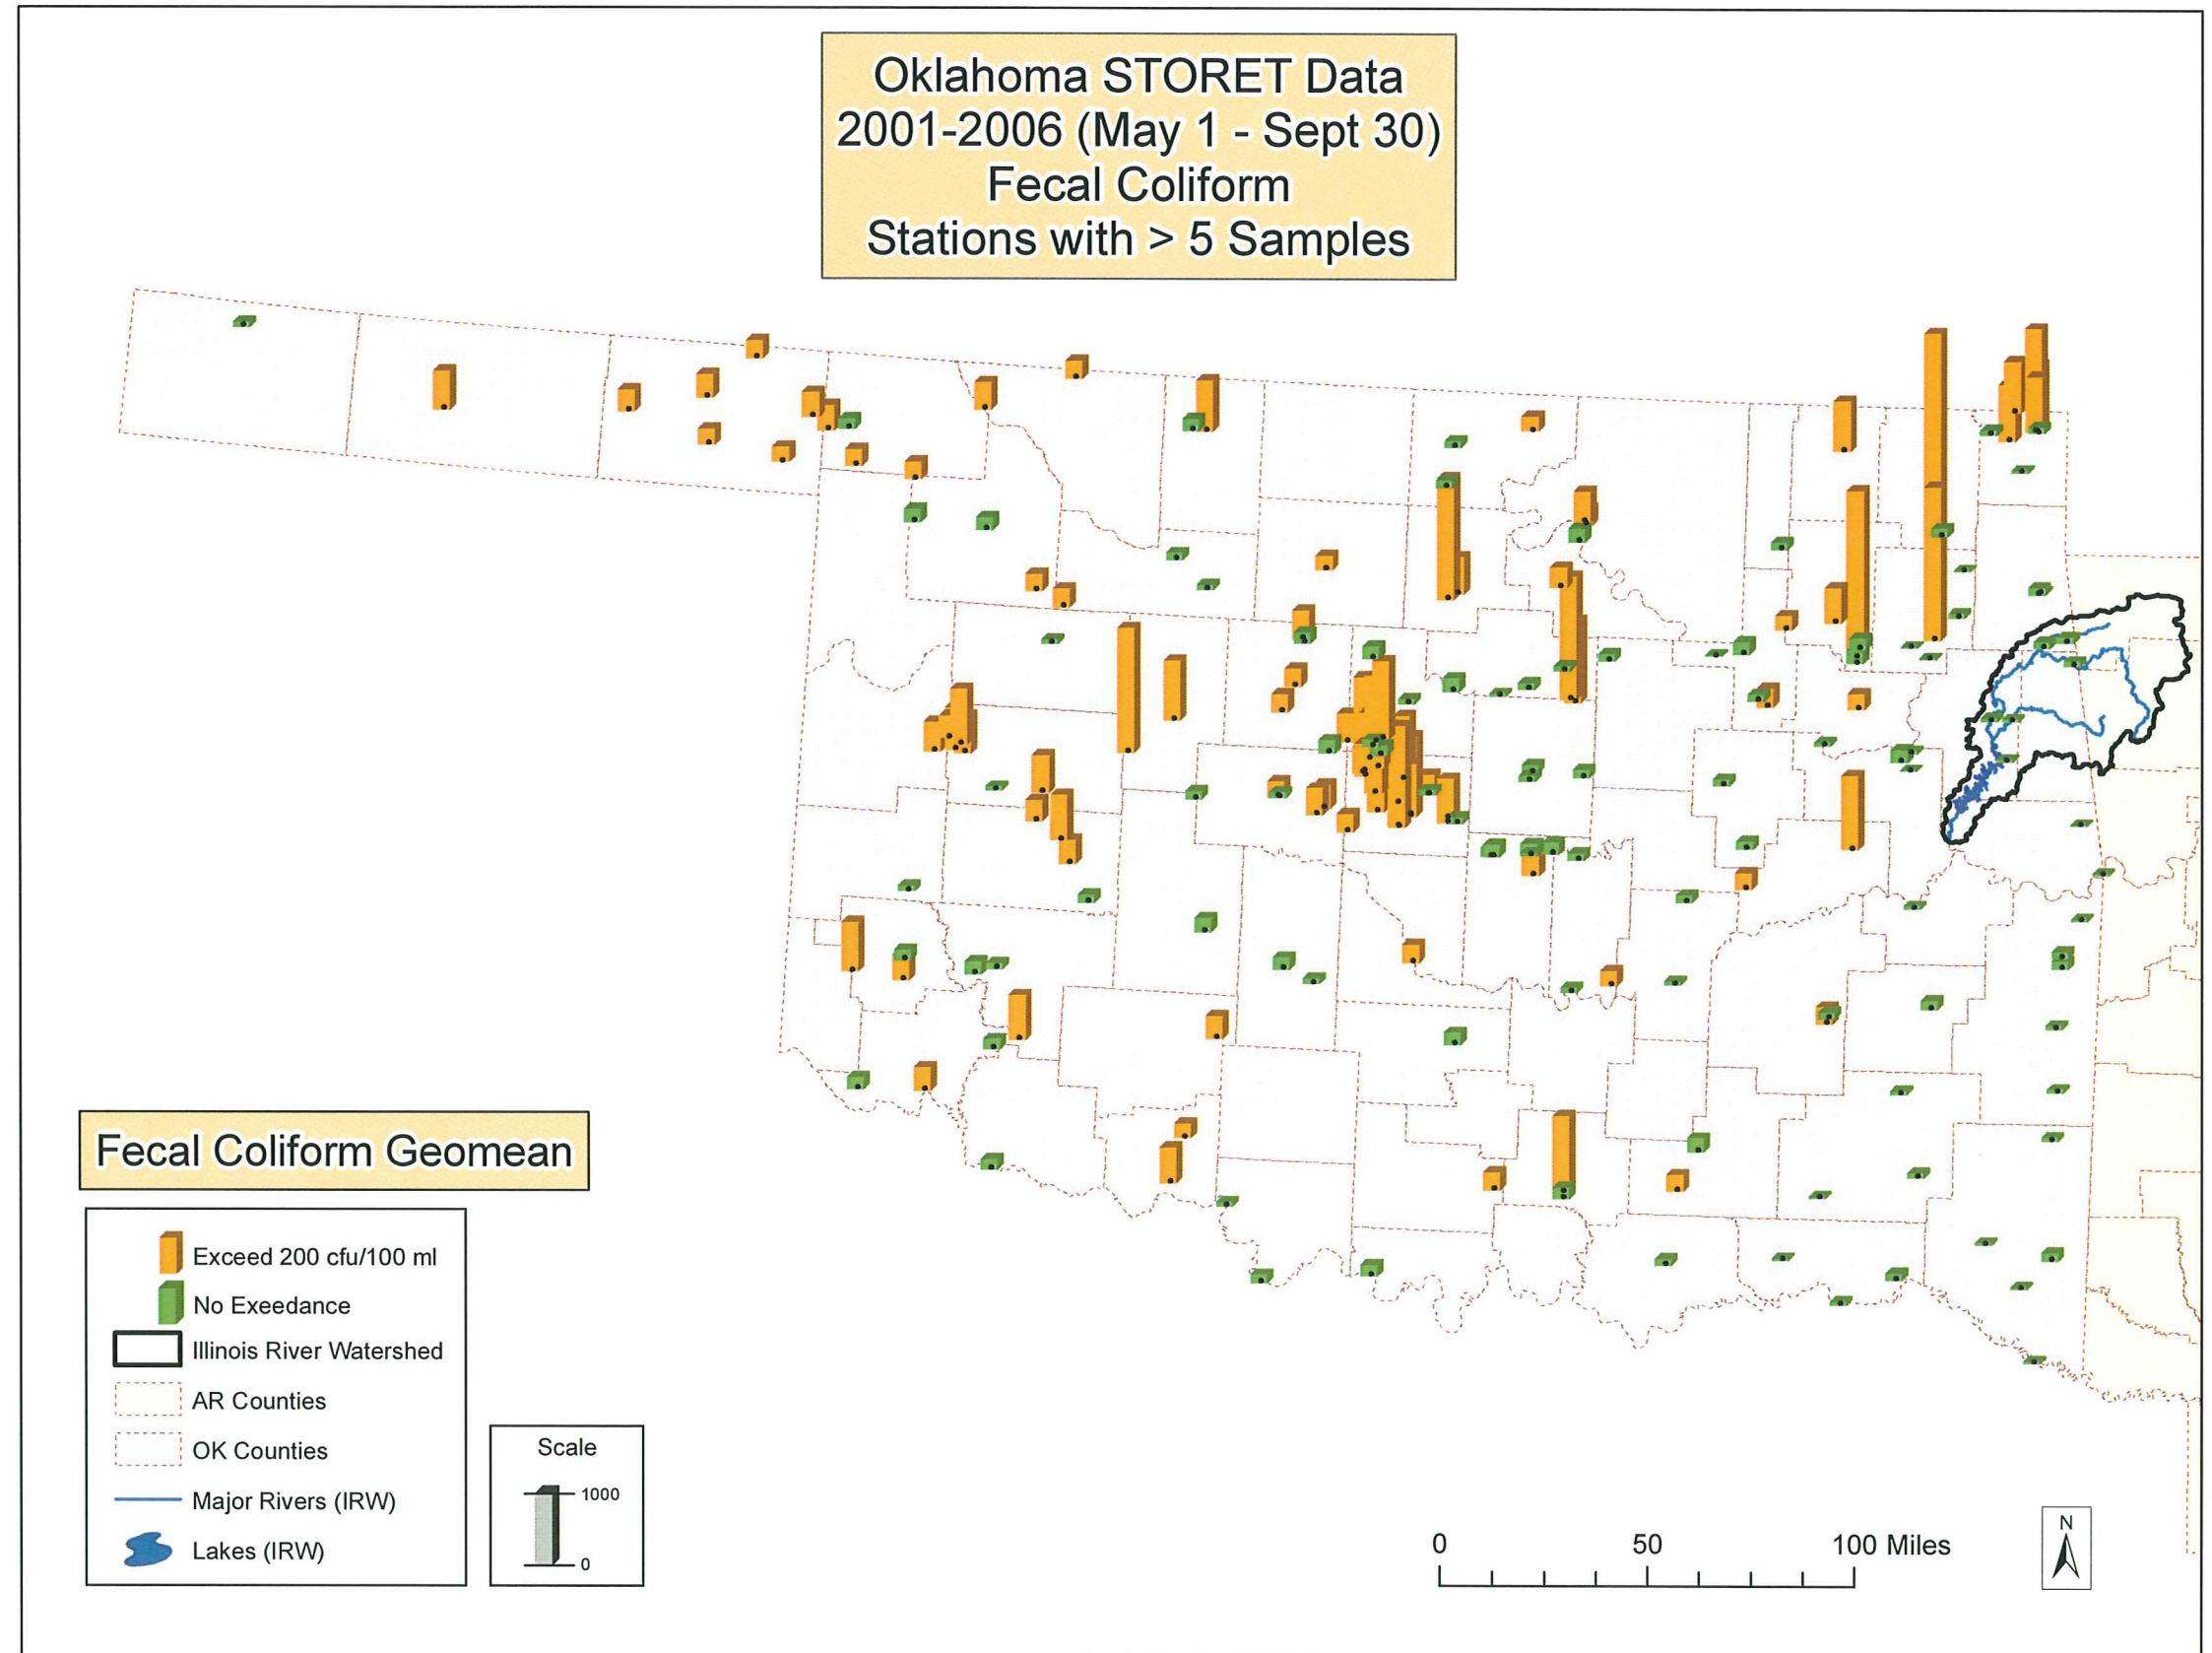 Oklahoma STORET Data
2001-2006 (May 1 - Sept 30)
Fecal Coliform
Stations with > 5 Samples
Fecal Coliform Geomean
Exceed 200 cfu/100 ml
No Exeedance
Illinois River Watershed
AR Counties
OK Counties
Major Rivers (IRW)
Lakes (IRW)
Scale
1000
0
0 50 100 Miles
N